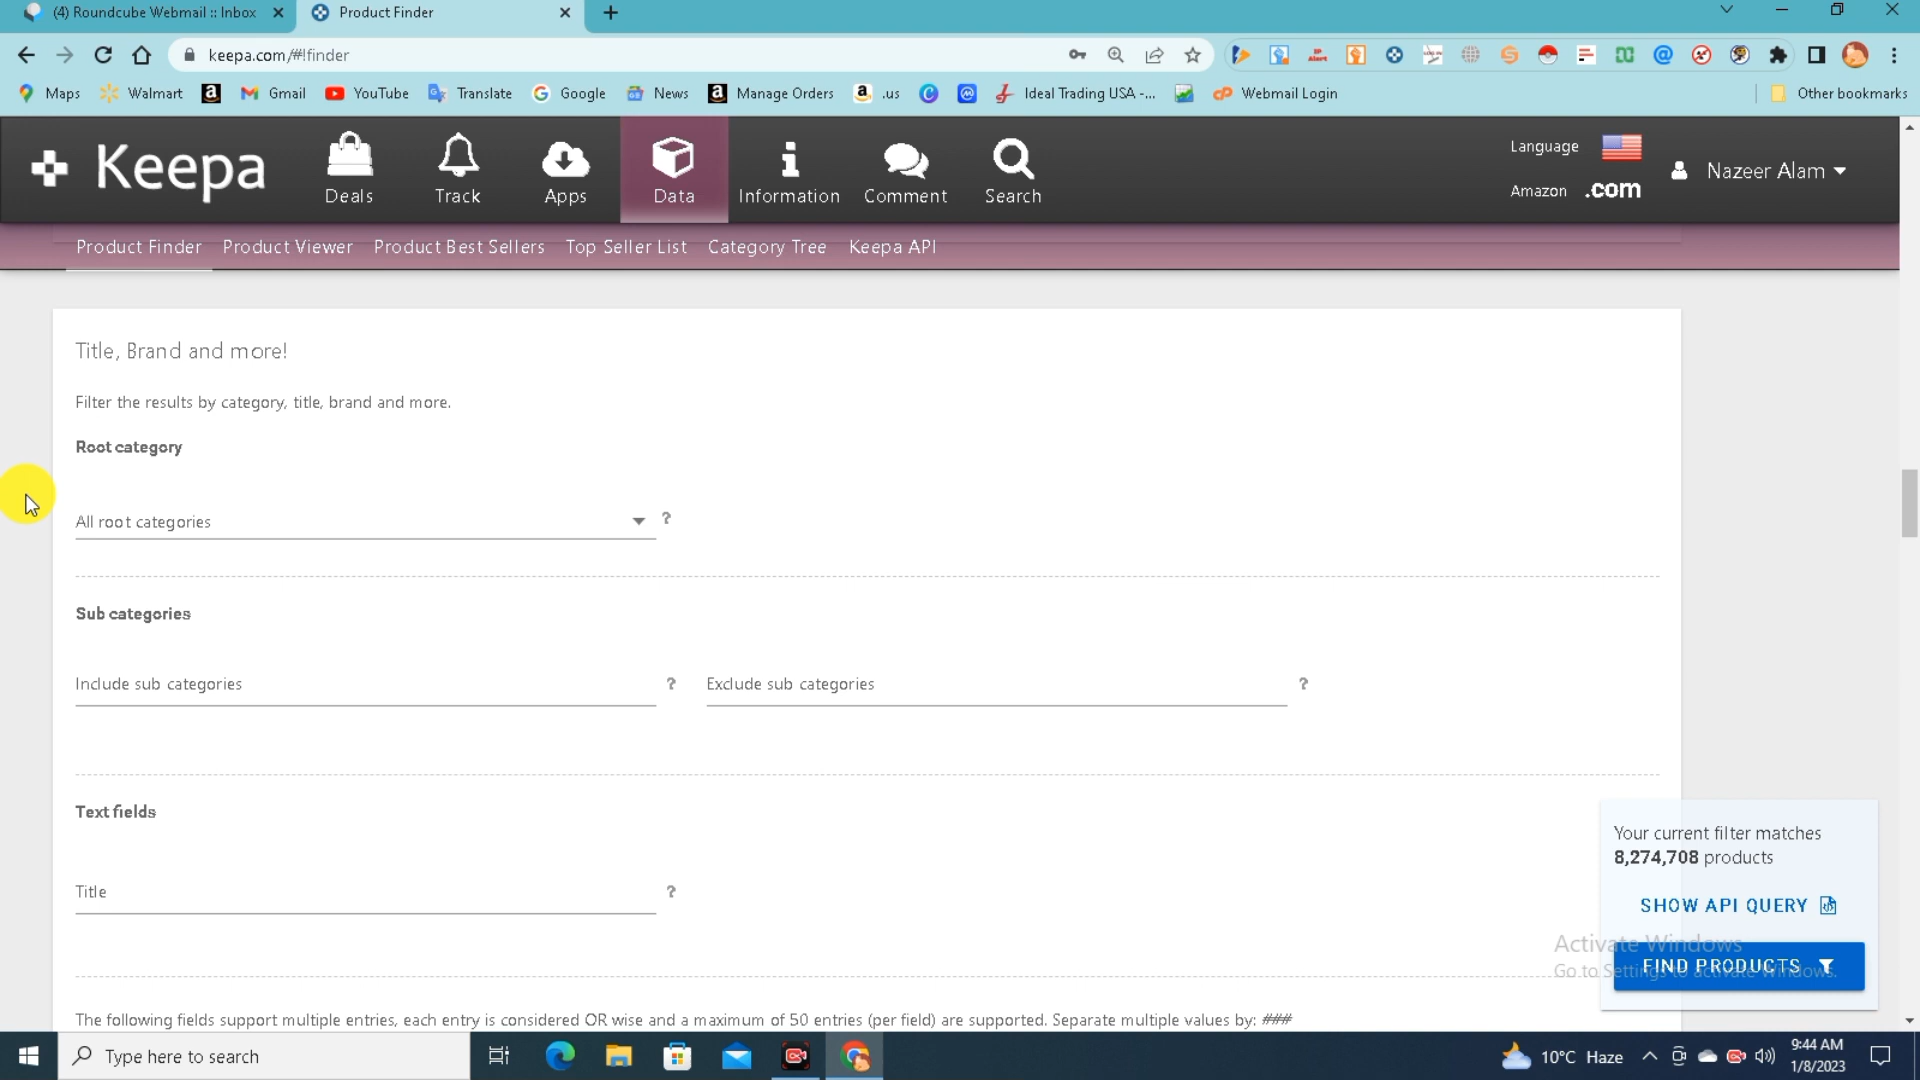 (4) Roundcube Webmail :: Inbox
Product Finder
keepa.com/#!finder
Maps Walmart Gmail YouTube Translate Google News Manage Orders .us Ideal Trading USA -... Webmail Login Other bookmarks
Keepa
Deals Track Apps Data Information Comment Search
Language
Amazon .com
Nazeer Alam
Product Finder Product Viewer Product Best Sellers Top Seller List Category Tree Keepa API
Title, Brand and more!
Filter the results by category, title, brand and more.
Root category
All root categories ?
Sub categories
Include sub categories ? Exclude sub categories ?
Text fields
Title ?
Your current filter matches
8,274,708 products
SHOW API QUERY
Activate Windows
Go to Settings to activate Windows.
FIND PRODUCTS
The following fields support multiple entries, each entry is considered OR wise and a maximum of 50 entries (per field) are supported. Separate multiple values by: ###
Type here to search
10°C Haze
9:44 AM
1/8/2023